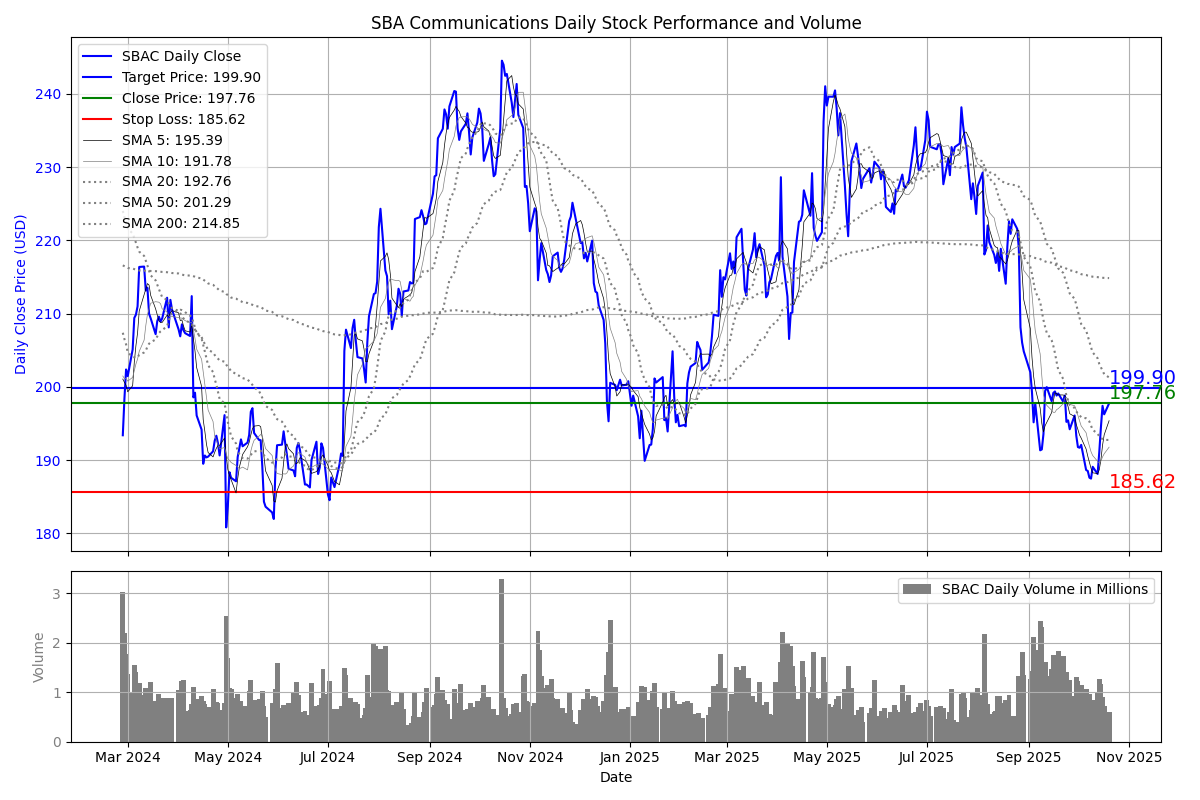 SBA Communications Daily Stock Performance and Volume
SBAC Daily Close
Target Price: 199.90
Close Price: 197.76
Stop Loss: 185.62
SMA 5: 195.39
SMA 10: 191.78
SMA 20: 192.76
SMA 50: 201.29
SMA 200: 214.85
Daily Close Price (USD)
240
230
220
210
200
190
180
199.90
197.76
185.62
SBAC Daily Volume in Millions
Volume
3
2
1
0
Mar 2024 May 2024 Jul 2024 Sep 2024 Nov 2024 Jan 2025 Mar 2025 May 2025 Jul 2025 Sep 2025 Nov 2025
Date